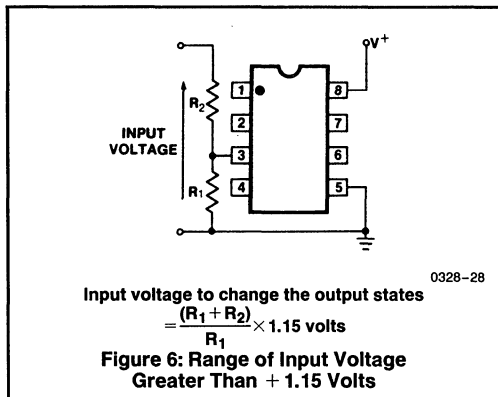 V+
1
8
R2
2
7
INPUT
VOLTAGE
3
6
R1
4
5
0328-28
Input voltage to change the output states
= (R1 + R2) / R1 × 1.15 volts
Figure 6: Range of Input Voltage
Greater Than + 1.15 Volts